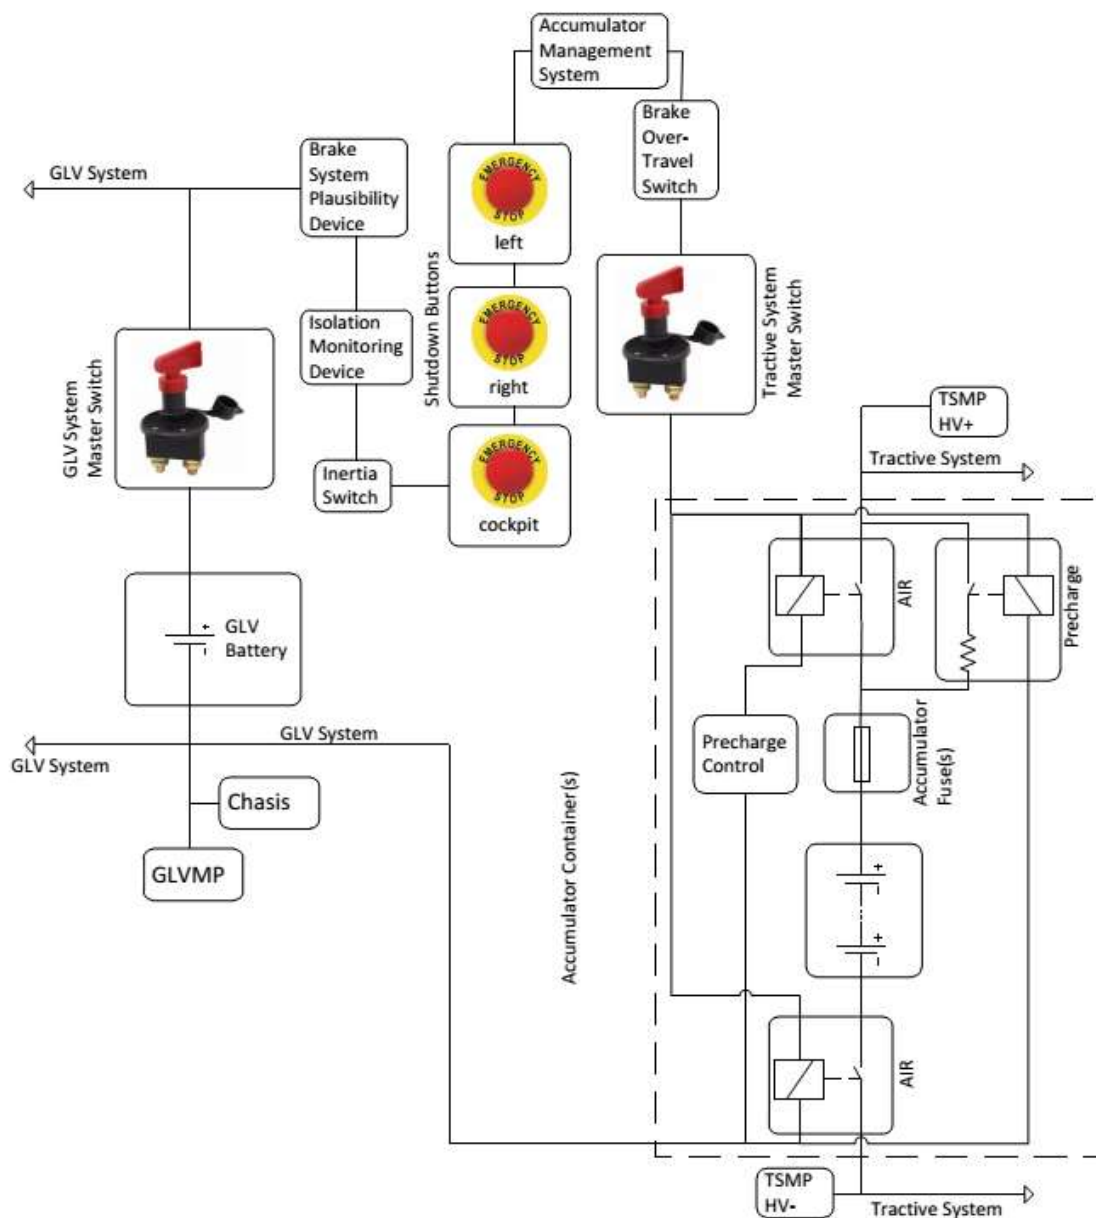 Accumulator
Management
System
Brake
Over-
Travel
Switch
GLV System
Brake
System
Plausibility
Device
EMERGENCY
STOP
left
Shutdown Buttons
EMERGENCY
STOP
right
EMERGENCY
STOP
cockpit
Isolation
Monitoring
Device
Inertia
Switch
GLV System
Master Switch
Tractive System
Master Switch
TSMP
HV+
Tractive System
AIR
Precharge
GLV
Battery
+
-
GLV System
GLV System
Chasis
GLVMP
Precharge
Control
Accumulator
Fuse(s)
Accumulator Container(s)
+
-
+
-
AIR
TSMP
HV-
Tractive System